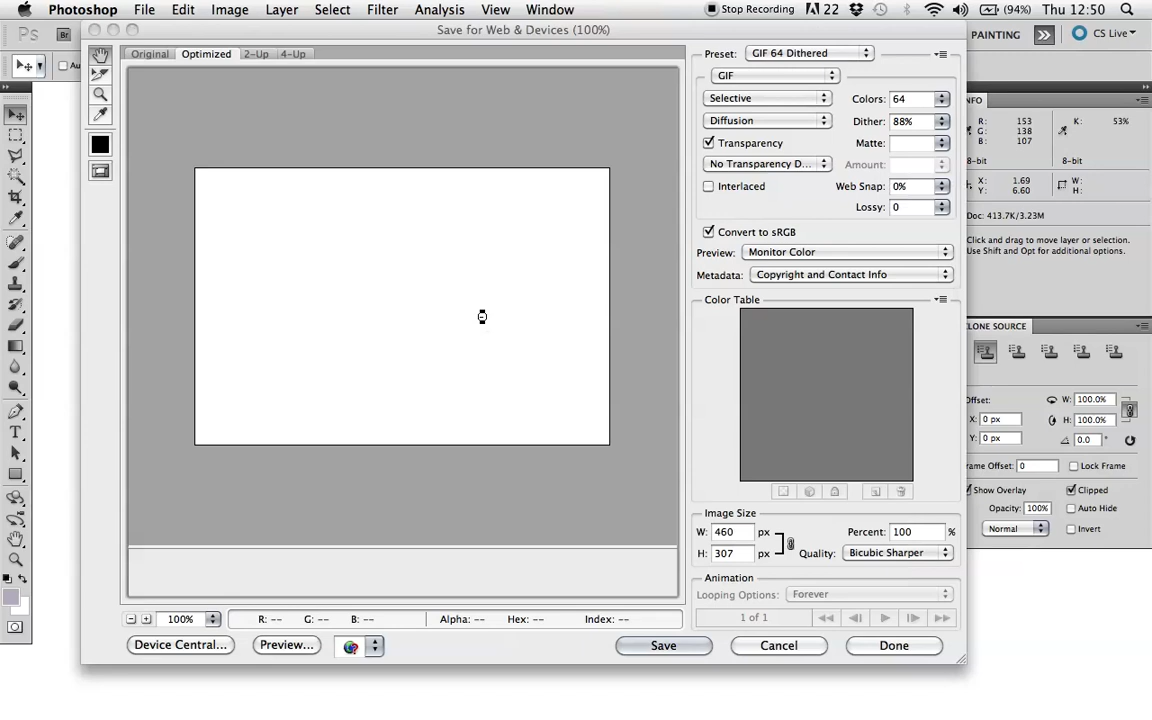 Photoshop File Edit Image Layer Select Filter Analysis View Window Stop Recording 22 (94%) Thu 12:50
Save for Web & Devices (100%)
Ps Br PAINTING CS Live
Au
Original Optimized 2-Up 4-Up
Preset: GIF 64 Dithered
GIF
Selective Colors: 64
Diffusion Dither: 88%
Transparency Matte:
No Transparency D... Amount:
Interlaced Web Snap: 0%
Lossy: 0
Convert to sRGB
Preview: Monitor Color
Metadata: Copyright and Contact Info
Color Table
Image Size
W: 460 px Percent: 100 %
H: 307 px Quality: Bicubic Sharper
Animation
Looping Options: Forever
1 of 1
100% R: -- G: -- B: -- Alpha: -- Hex: -- Index: --
Device Central... Preview... Save Cancel Done
NFO
R: 153 K: 53%
G: 138
B: 107
8-bit 8-bit
X: 1.69 W:
Y: 6.60 H:
Doc: 413.7K/3.23M
Click and drag to move layer or selection.
Use Shift and Opt for additional options.
CLONE SOURCE
Offset: W: 100.0%
X: 0 px H: 100.0%
Y: 0 px 0.0 °
rame Offset: 0 Lock Frame
Show Overlay Clipped
Opacity: 100% Auto Hide
Normal Invert